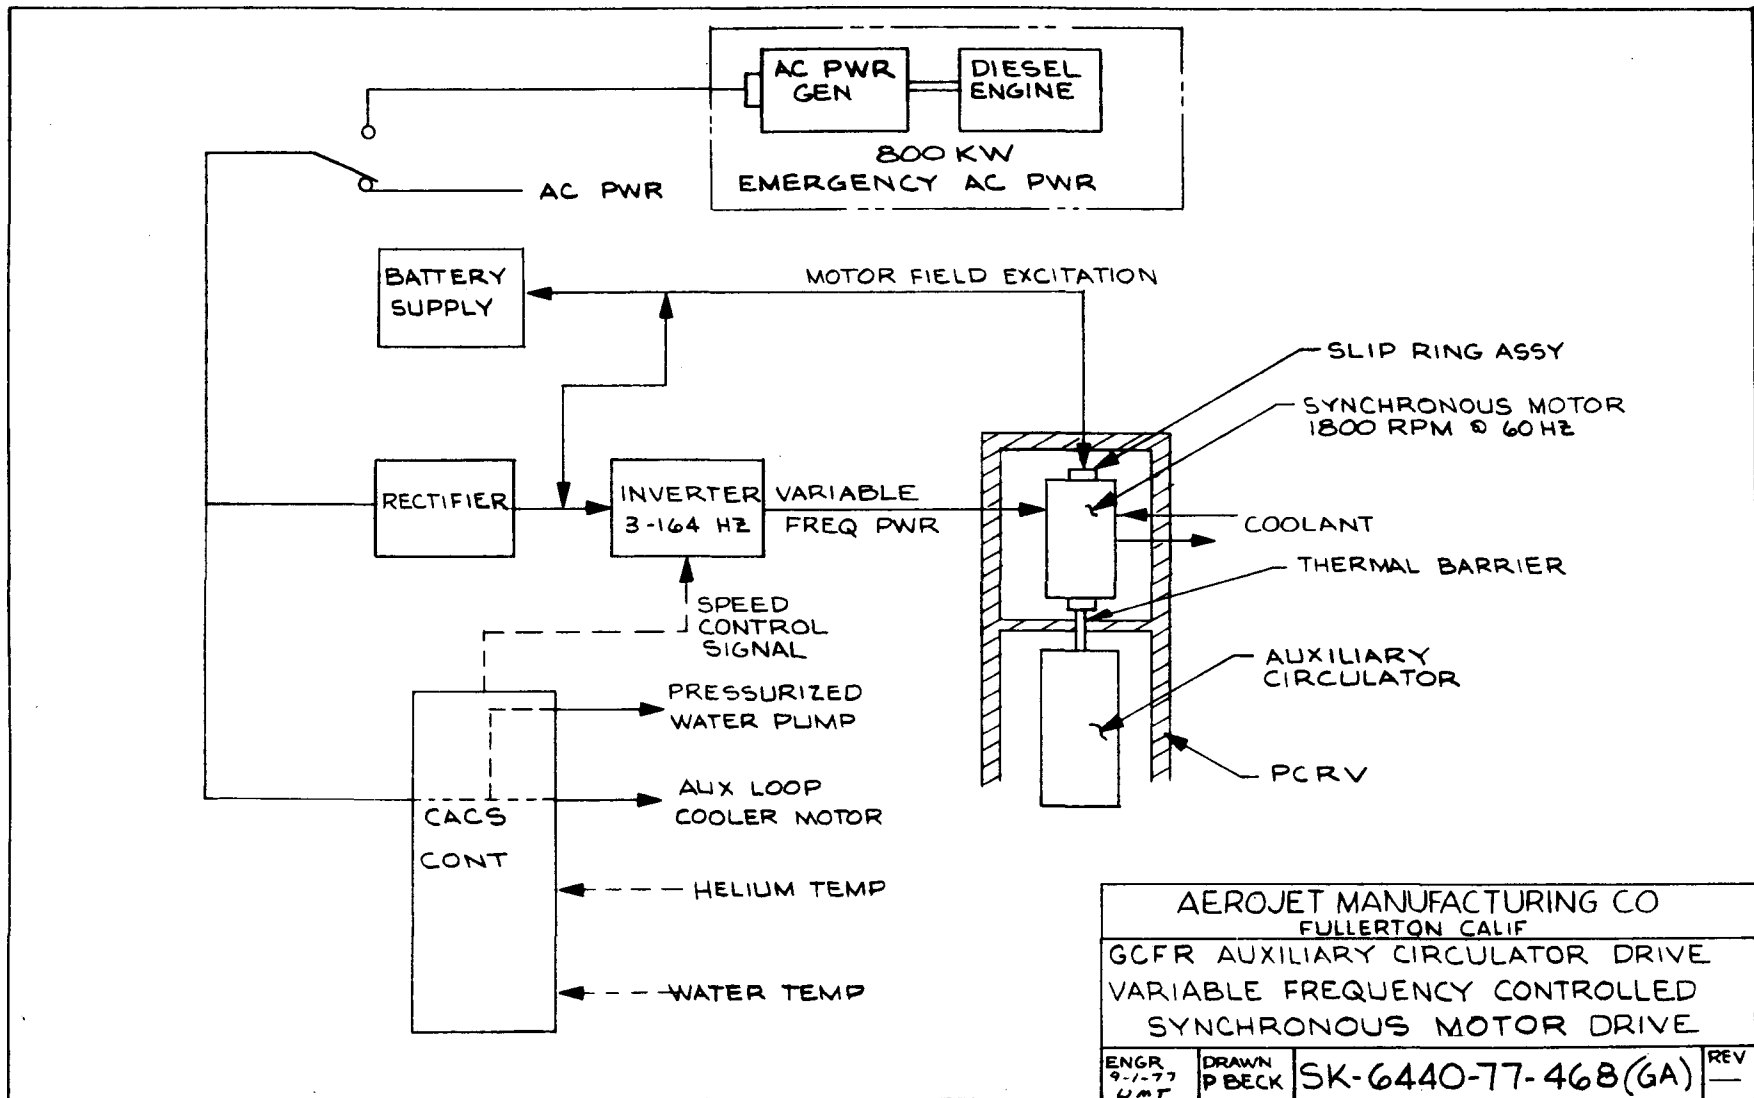 AC PWR
GEN
DIESEL
ENGINE
800 KW
EMERGENCY AC PWR
AC PWR
BATTERY
SUPPLY
MOTOR FIELD EXCITATION
SLIP RING ASSY
SYNCHRONOUS MOTOR
1800 RPM @ 60 HZ
RECTIFIER
INVERTER
3-164 HZ
VARIABLE
FREQ PWR
COOLANT
THERMAL BARRIER
SPEED
CONTROL
SIGNAL
AUXILIARY
CIRCULATOR
PRESSURIZED
WATER PUMP
PCRV
AUX LOOP
COOLER MOTOR
CACS
CONT
HELIUM TEMP
WATER TEMP
AEROJET MANUFACTURING CO
FULLERTON CALIF
GCFR AUXILIARY CIRCULATOR DRIVE
VARIABLE FREQUENCY CONTROLLED
SYNCHRONOUS MOTOR DRIVE
ENGR
9-1-77
DRAWN
P BECK
SK-6440-77-468(GA)
REV
—